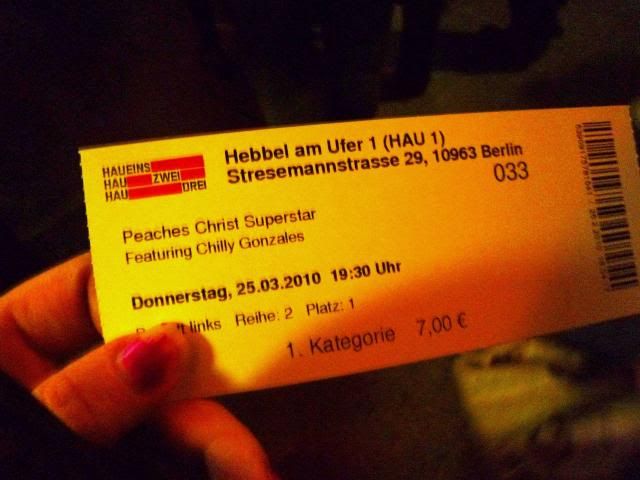 HAUEINS
HAU ZWEI
HAU DREI
Hebbel am Ufer 1 (HAU 1)
Stresemannstrasse 29, 10963 Berlin
033
Peaches Christ Superstar
Featuring Chilly Gonzales
Donnerstag, 25.03.2010 19:30 Uhr
links Reihe: 2 Platz: 1
1. Kategorie 7,00 €